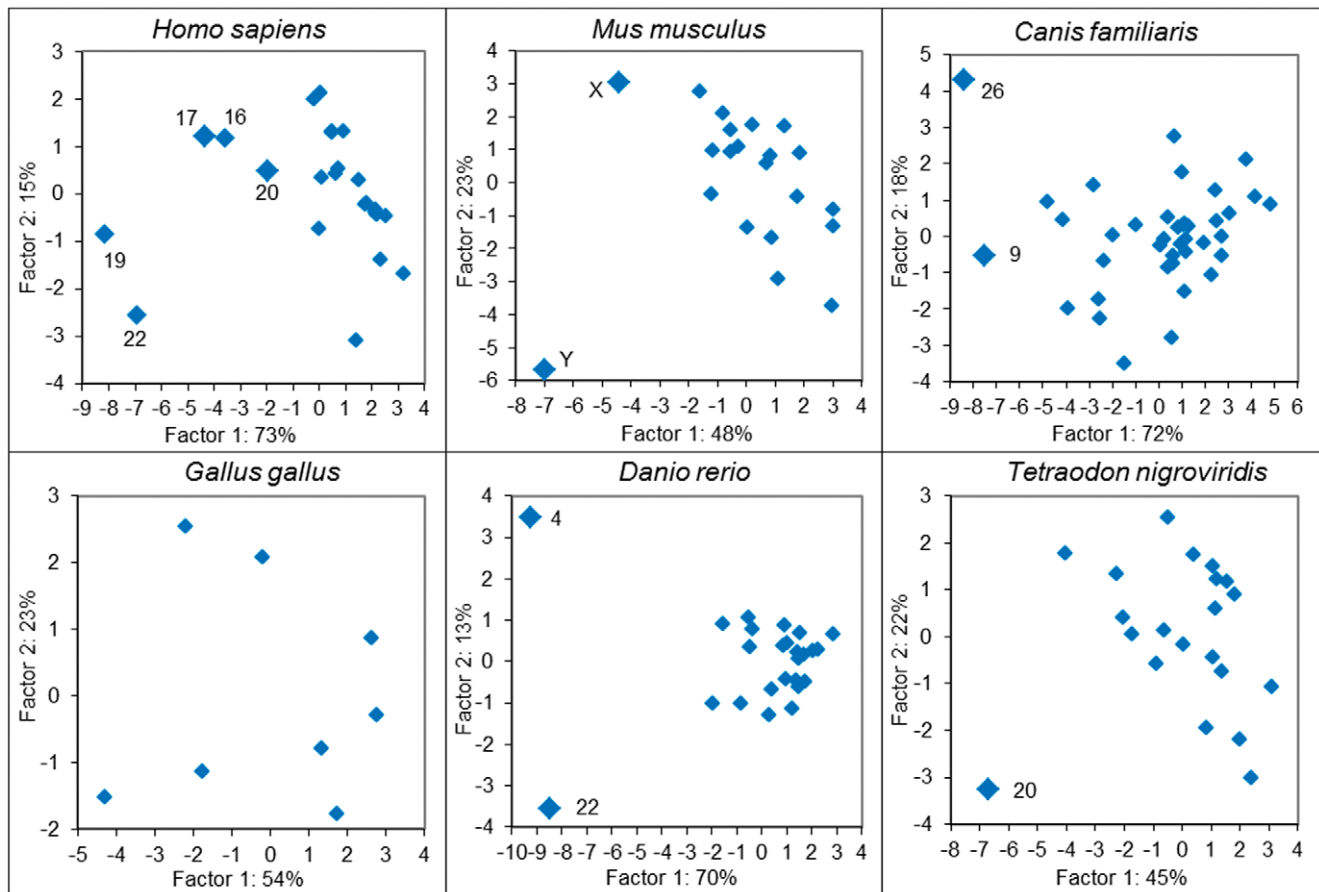 Homo sapiens
3
2
1
0
-1
-2
-3
-4
Factor 2: 15%
17
16
20
19
22
-9 -8 -7 -6 -5 -4 -3 -2 -1 0 1 2 3 4
Factor 1: 73%
Mus musculus
4
3
2
1
0
-1
-2
-3
-4
-5
-6
Factor 2: 23%
X
Y
-8 -7 -6 -5 -4 -3 -2 -1 0 1 2 3 4
Factor 1: 48%
Canis familiaris
5
4
3
2
1
0
-1
-2
-3
-4
Factor 2: 18%
26
9
-9 -8 -7 -6 -5 -4 -3 -2 -1 0 1 2 3 4 5 6
Factor 1: 72%
Gallus gallus
3
2
1
0
-1
-2
Factor 2: 23%
-5 -4 -3 -2 -1 0 1 2 3 4
Factor 1: 54%
Danio rerio
4
3
2
1
0
-1
-2
-3
-4
Factor 2: 13%
4
22
-10 -9 -8 -7 -6 -5 -4 -3 -2 -1 0 1 2 3 4
Factor 1: 70%
Tetraodon nigroviridis
3
2
1
0
-1
-2
-3
-4
Factor 2: 22%
20
-8 -7 -6 -5 -4 -3 -2 -1 0 1 2 3 4
Factor 1: 45%